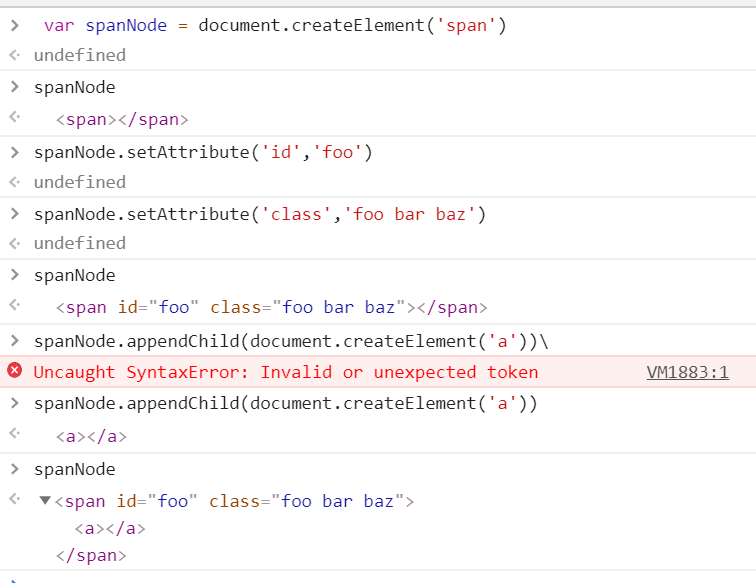 > var spanNode = document.createElement('span')
undefined
> spanNode
<span></span>
> spanNode.setAttribute('id','foo')
undefined
> spanNode.setAttribute('class','foo bar baz')
undefined
> spanNode
<span id="foo" class="foo bar baz"></span>
> spanNode.appendChild(document.createElement('a'))\
Uncaught SyntaxError: Invalid or unexpected token VM1883:1
> spanNode.appendChild(document.createElement('a'))
<a></a>
> spanNode
▼<span id="foo" class="foo bar baz">
<a></a>
</span>